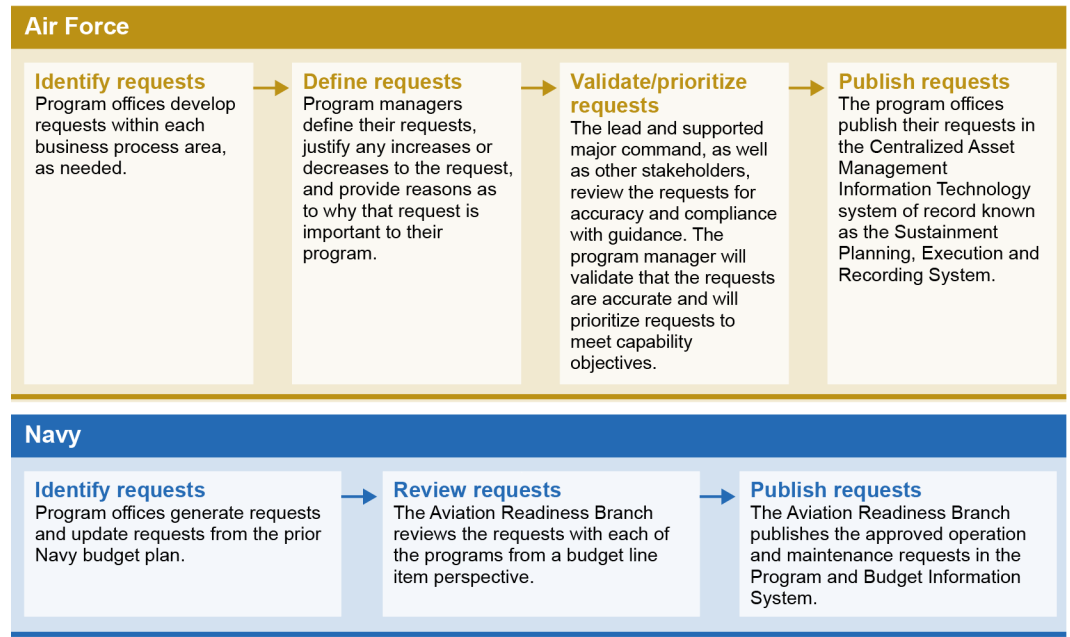 Air Force
Identify requests
Program offices develop
requests within each
business process area,
as needed.
Define requests
Program managers
define their requests,
justify any increases or
decreases to the request,
and provide reasons as
to why that request is
important to their
program.
Validate/prioritize
requests
The lead and supported
major command, as well
as other stakeholders,
review the requests for
accuracy and compliance
with guidance. The
program manager will
validate that the requests
are accurate and will
prioritize requests to
meet capability
objectives.
Publish requests
The program offices
publish their requests in
the Centralized Asset
Management
Information Technology
system of record known
as the Sustainment
Planning, Execution and
Recording System.
Navy
Identify requests
Program offices generate requests
and update requests from the prior
Navy budget plan.
Review requests
The Aviation Readiness Branch
reviews the requests with each of
the programs from a budget line
item perspective.
Publish requests
The Aviation Readiness Branch
publishes the approved operation
and maintenance requests in the
Program and Budget Information
System.